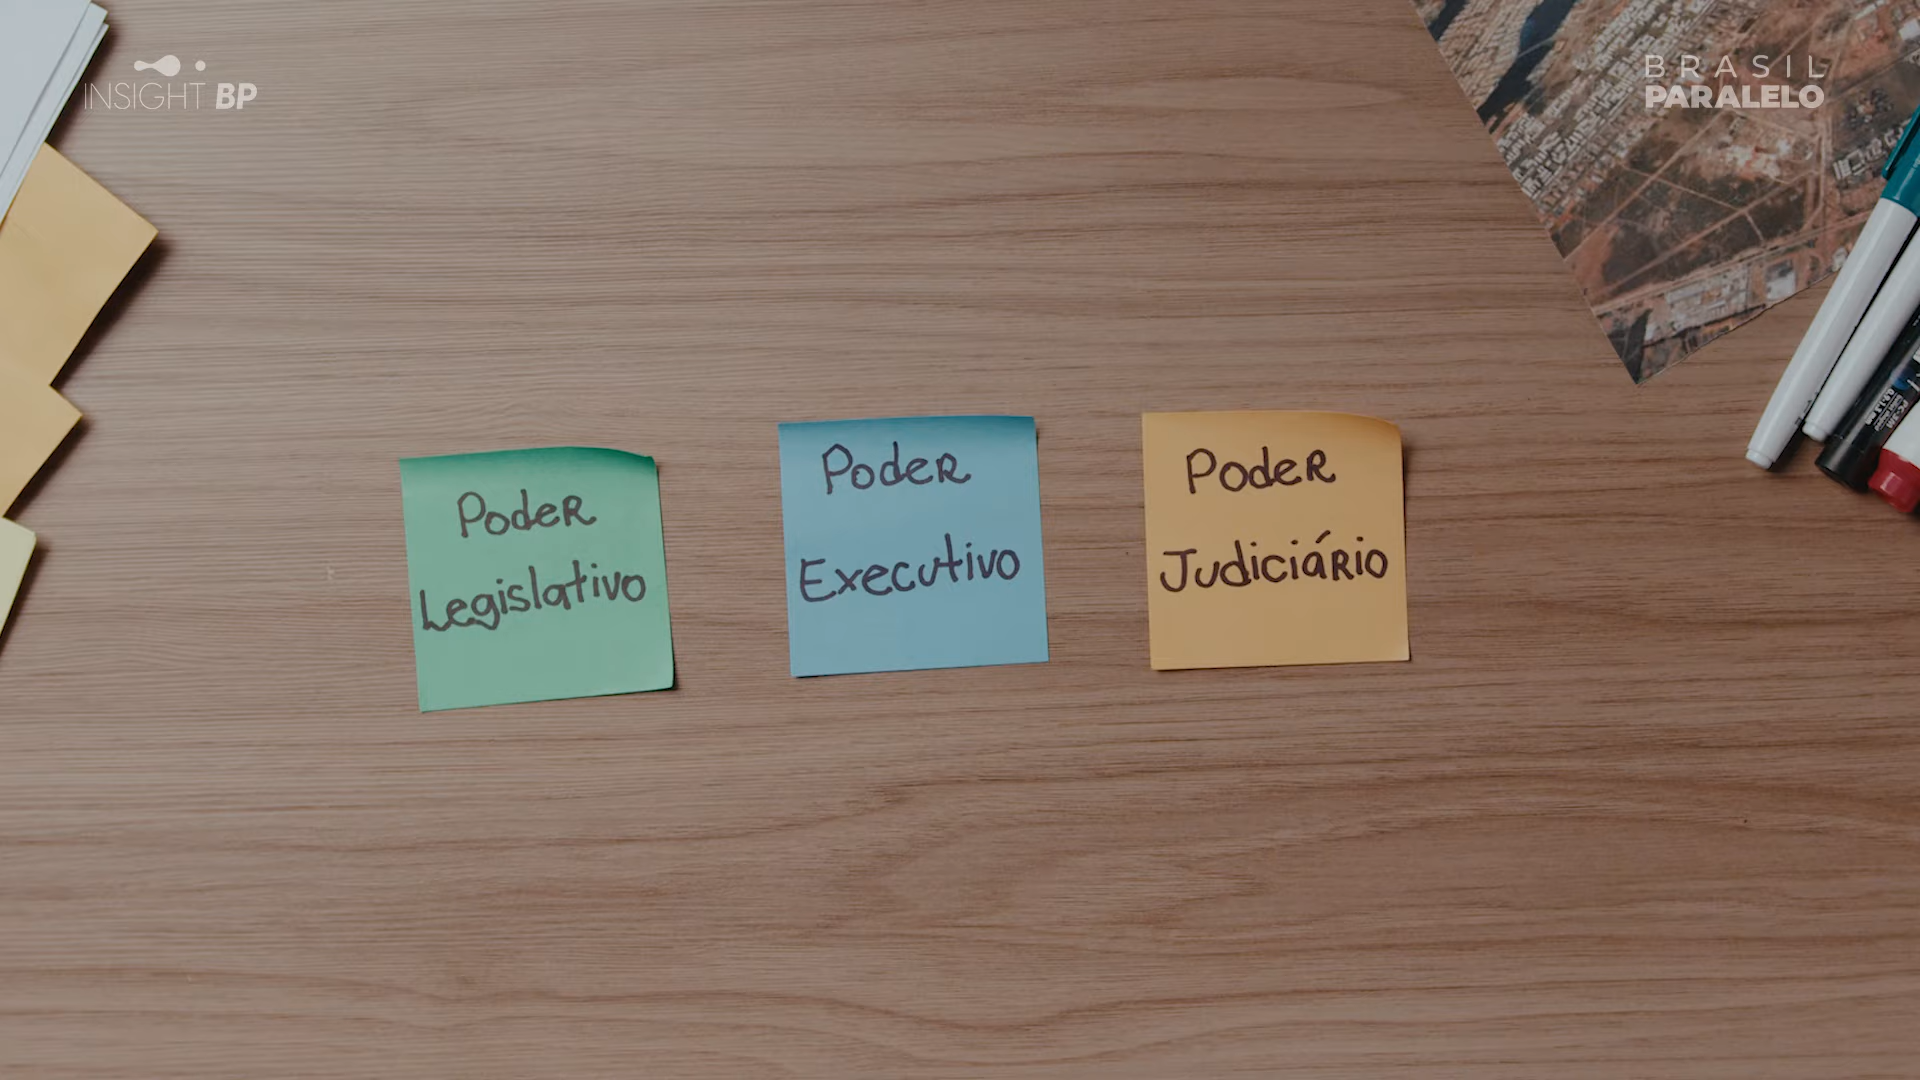 INSIGHT BP
BRASIL
PARALELO
Poder
Legislativo
Poder
Executivo
Poder
Judiciário